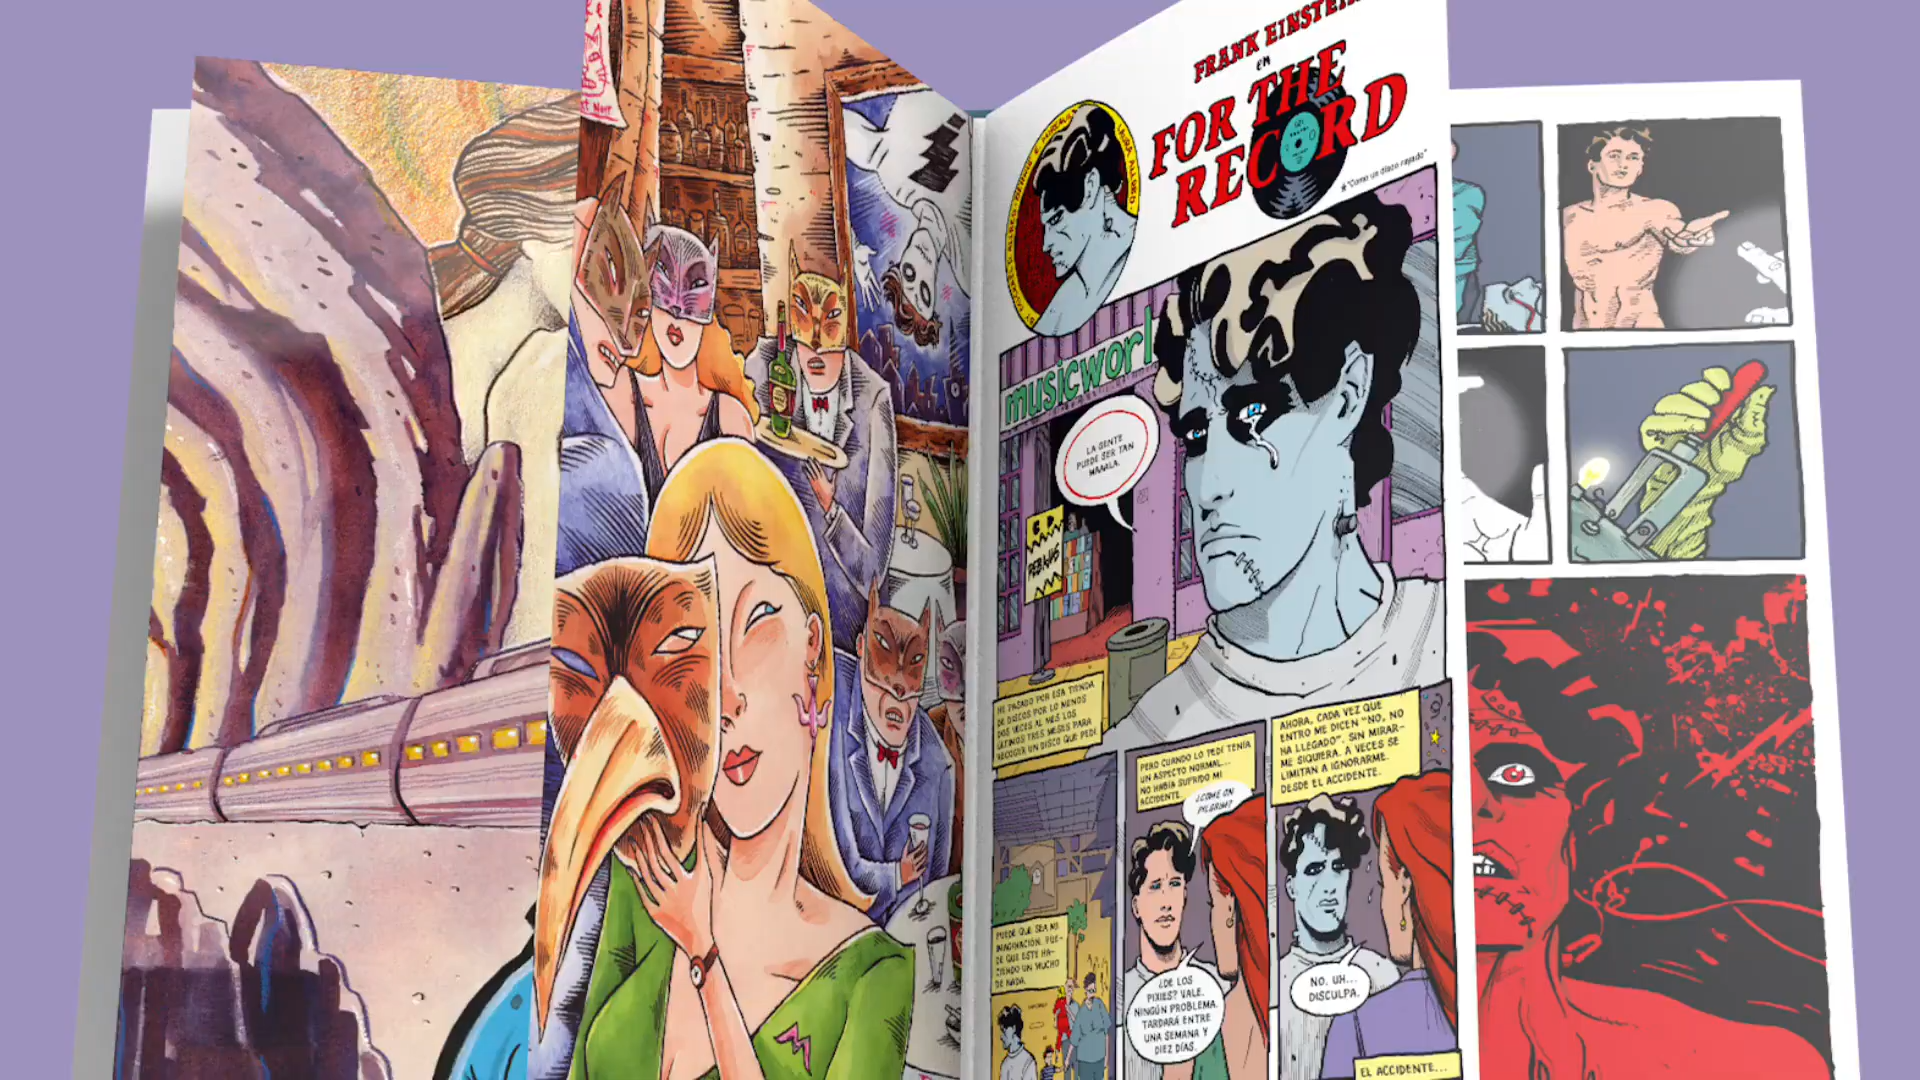 FRANK EINSTEIN
EN
FOR THE
RECORD
* "Como un disco rayado"
musicworl
LA GENTE
PUEDE SER TAN
MAAALA.
HE PASADO POR ESA TIENDA
DE DISCOS POR LO MENOS
DOS VECES AL MES LOS
ÚLTIMOS TRES MESES PARA
RECOGER UN DISCO QUE PEDÍ.
PERO CUANDO LO PEDÍ TENÍA
UN ASPECTO NORMAL...
NO HABÍA SUFRIDO MI
ACCIDENTE.
¿COME ON
PILGRIM?
AHORA, CADA VEZ QUE
ENTRO ME DICEN "NO, NO
HA LLEGADO". SIN MIRAR-
ME SIQUIERA. A VECES SE
LIMITAN A IGNORARME.
DESDE EL ACCIDENTE.
PUEDE QUE SEA MI
IMAGINACIÓN. PUE-
DE QUE ESTÉ HA-
CIENDO UN MUCHO
DE NADA.
¿DE LOS
PIXIES? VALE.
NINGÚN PROBLEMA.
TARDARÁ ENTRE
UNA SEMANA Y
DIEZ DÍAS.
NO. UH...
DISCULPA.
EL ACCIDENTE...